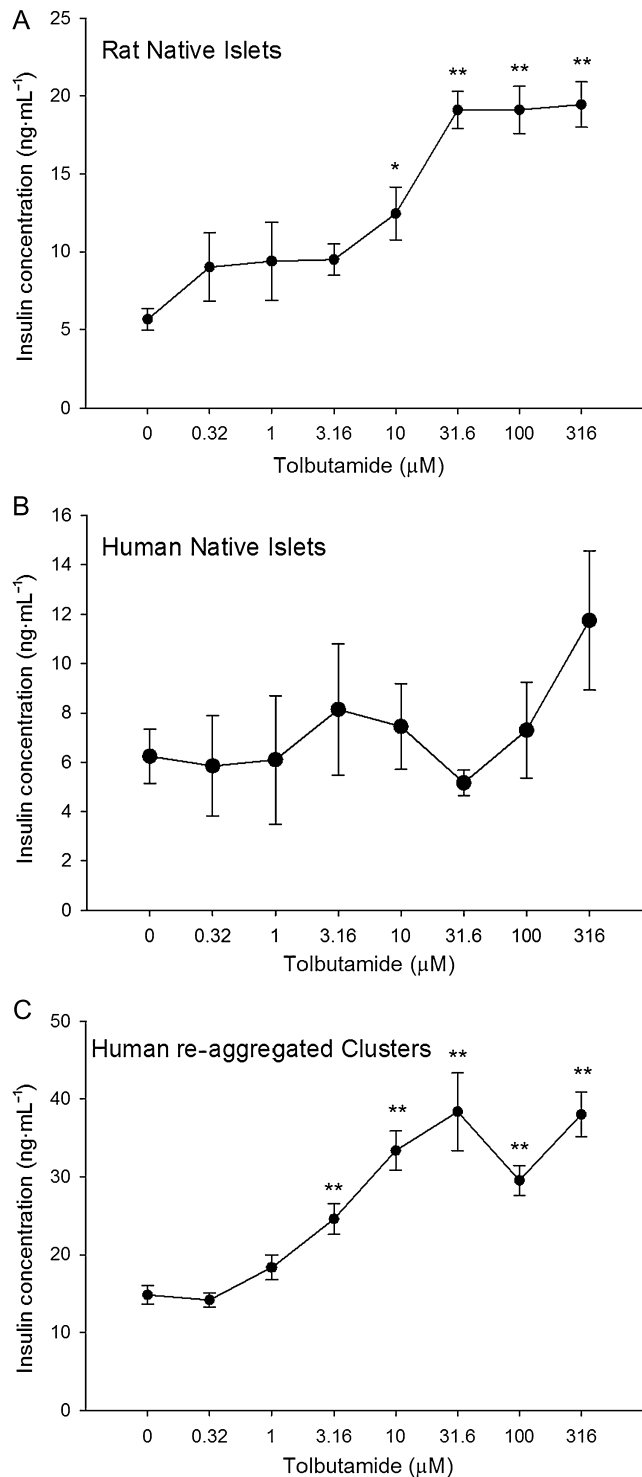 A
Rat Native Islets
Insulin concentration (ng·mL⁻¹)
25
20
15
10
5
0
*
**
**
**
0 0.32 1 3.16 10 31.6 100 316
Tolbutamide (µM)
B
Human Native Islets
Insulin concentration (ng·mL⁻¹)
16
14
12
10
8
6
4
2
0
0 0.32 1 3.16 10 31.6 100 316
Tolbutamide (µM)
C
Human re-aggregated Clusters
Insulin concentration (ng·mL⁻¹)
50
40
30
20
10
0
**
**
**
**
**
0 0.32 1 3.16 10 31.6 100 316
Tolbutamide (µM)